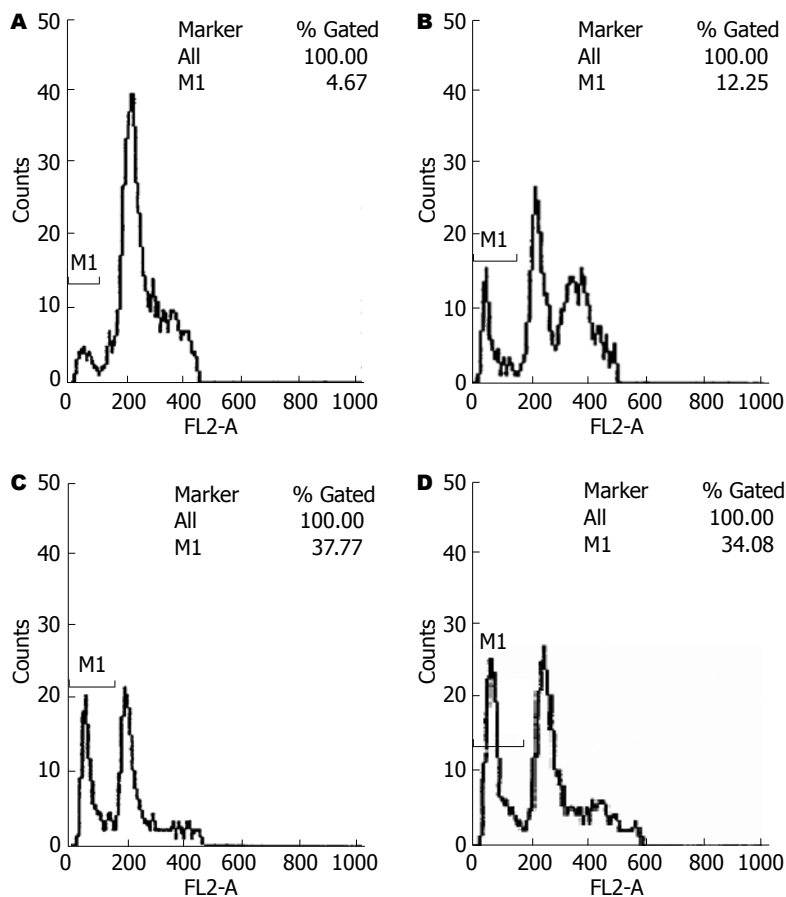 A
Marker % Gated
All 100.00
M1 4.67
50
40
30
20
10
0
Counts
M1
0 200 400 600 800 1000
FL2-A
B
Marker % Gated
All 100.00
M1 12.25
50
40
30
20
10
0
Counts
M1
0 200 400 600 800 1000
FL2-A
C
Marker % Gated
All 100.00
M1 37.77
50
40
30
20
10
0
Counts
M1
0 200 400 600 800 1000
FL2-A
D
Marker % Gated
All 100.00
M1 34.08
50
40
30
20
10
0
Counts
M1
0 200 400 600 800 1000
FL2-A